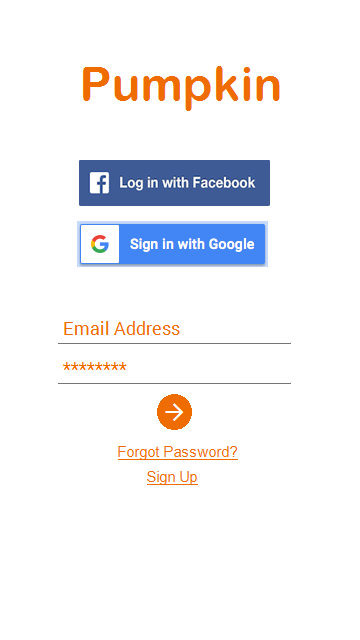 Pumpkin
Log in with Facebook
Sign in with Google
Email Address
********
Forgot Password?
Sign Up